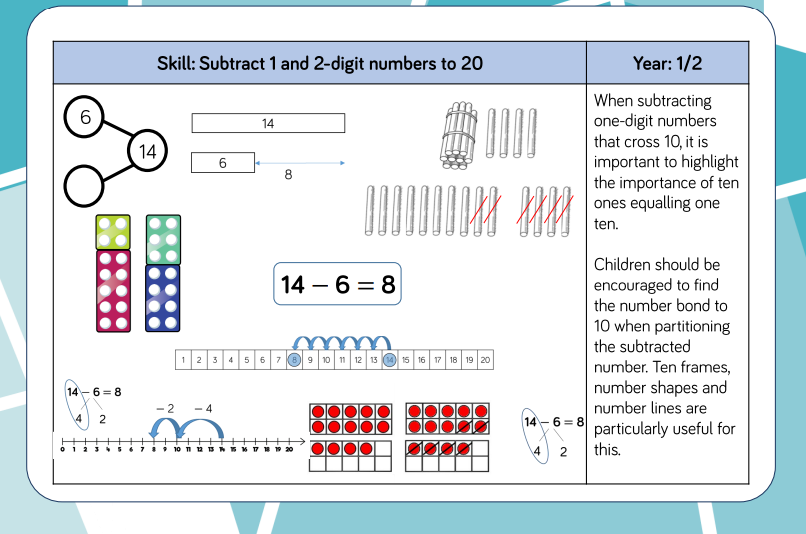 Skill: Subtract 1 and 2-digit numbers to 20
Year: 1/2
6
14
14
6
8
14 – 6 = 8
1 2 3 4 5 6 7 8 9 10 11 12 13 14 15 16 17 18 19 20
14 – 6 = 8
4 2
– 2 – 4
0 1 2 3 4 5 6 7 8 9 10 11 12 13 14 15 16 17 18 19 20
14 – 6 = 8
4 2
When subtracting
one-digit numbers
that cross 10, it is
important to highlight
the importance of ten
ones equalling one
ten.
Children should be
encouraged to find
the number bond to
10 when partitioning
the subtracted
number. Ten frames,
number shapes and
number lines are
particularly useful for
this.